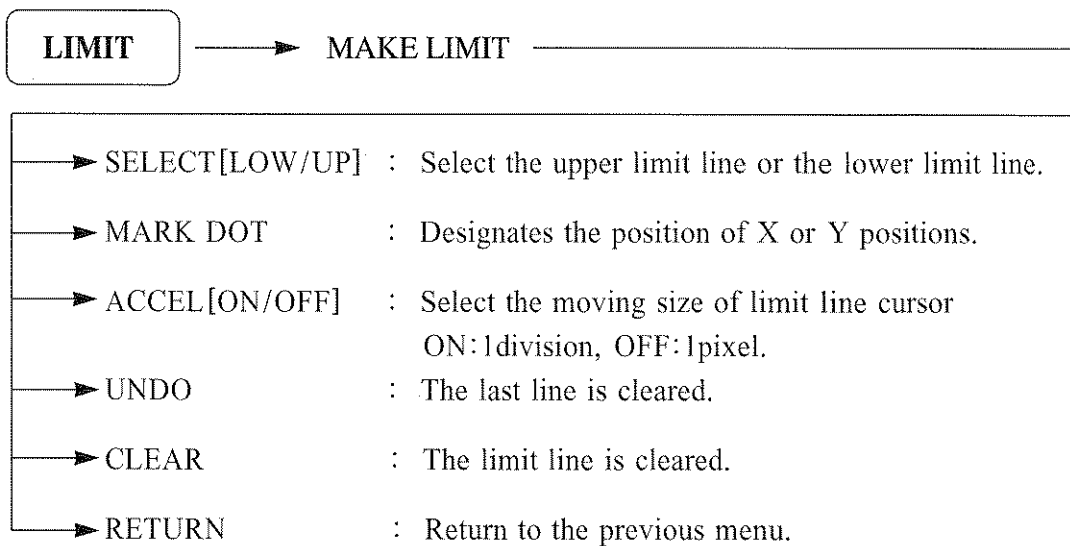 LIMIT MAKE LIMIT
SELECT[LOW/UP] : Select the upper limit line or the lower limit line.
MARK DOT : Designates the position of X or Y positions.
ACCEL[ON/OFF] : Select the moving size of limit line cursor
ON:1division, OFF:1pixel.
UNDO : The last line is cleared.
CLEAR : The limit line is cleared.
RETURN : Return to the previous menu.